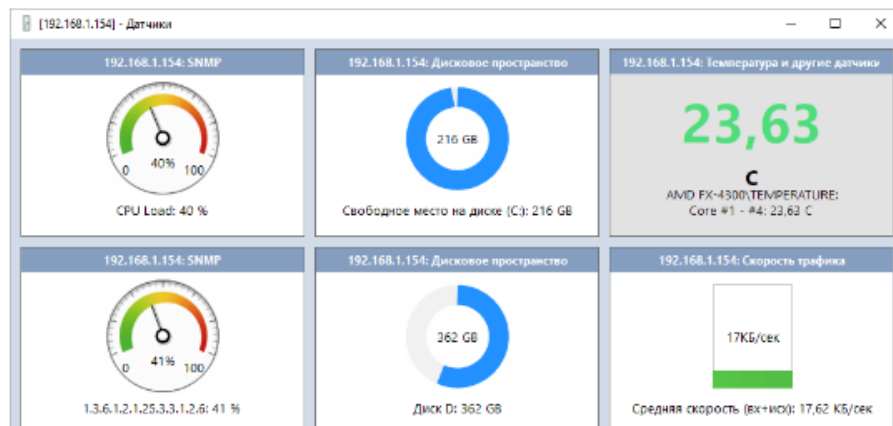 [192.168.1.154] - Датчики
192.168.1.154: SNMP
40%
0
100
CPU Load: 40 %
192.168.1.154: Дисковое пространство
216 GB
Свободное место на диске (C:): 216 GB
192.168.1.154: Температура и другие датчики
23,63
C
AMD FX-4300\TEMPERATURE:
Core #1 - #4: 23,63 C
192.168.1.154: SNMP
41%
0
100
1.3.6.1.2.1.25.3.3.1.2.6: 41 %
192.168.1.154: Дисковое пространство
362 GB
Диск D: 362 GB
192.168.1.154: Скорость трафика
17КБ/сек
Средняя скорость (вх+исх): 17,62 КБ/сек